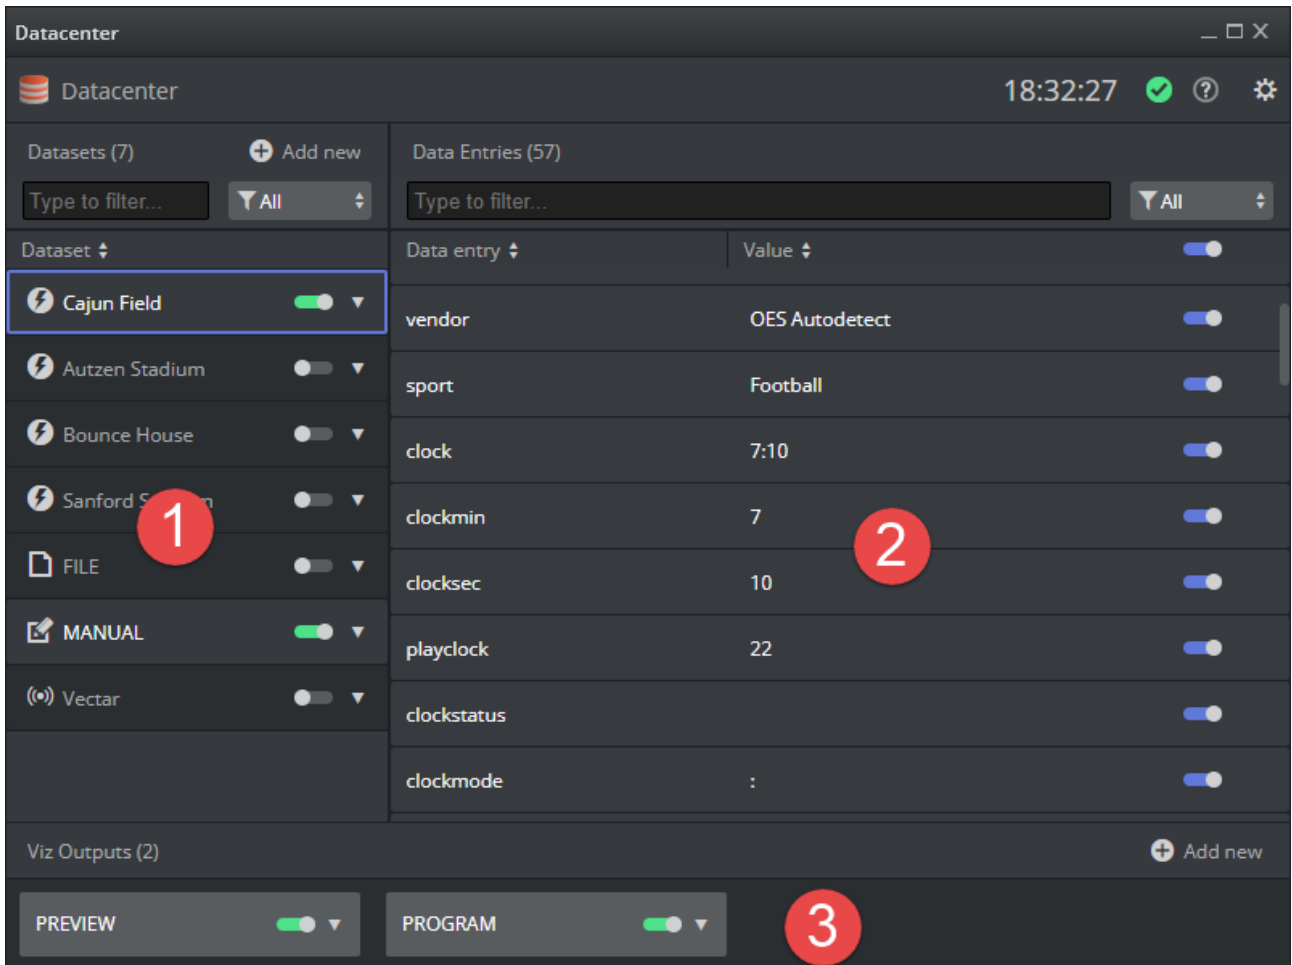 Datacenter
Datacenter 18:32:27
Datasets (7) Add new Data Entries (57)
Type to filter... All Type to filter... All
Dataset Data entry Value
Cajun Field
vendor OES Autodetect
Autzen Stadium
sport Football
Bounce House
clock 7:10
Sanford
1
clockmin 7
2
FILE
clocksec 10
MANUAL
playclock 22
Vectar
clockstatus
clockmode :
Viz Outputs (2) Add new
PREVIEW PROGRAM 3